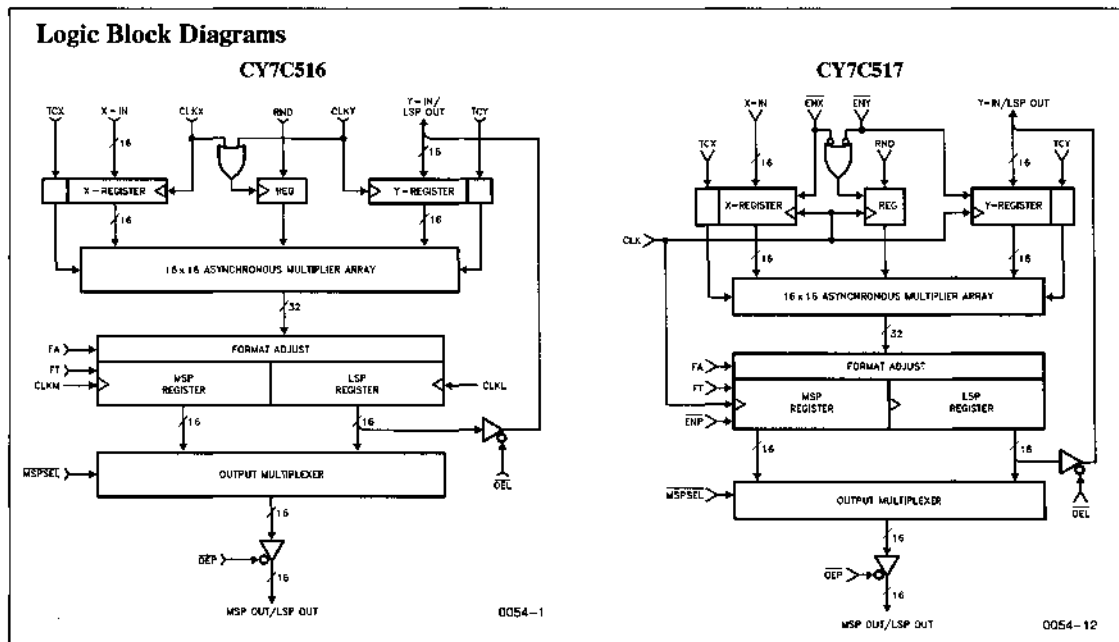 Logic Block Diagrams
CY7C516
TCX
X-IN
CLKX
RND
CLKY
Y-IN/
LSP OUT
TCY
16
16
X-REGISTER
REG
Y-REGISTER
16
16
16x16 ASYNCHRONOUS MULTIPLIER ARRAY
32
FA
FORMAT ADJUST
FT
CLKM
MSP
REGISTER
LSP
REGISTER
CLKL
16
16
OEL
MSPSEL
OUTPUT MULTIPLEXER
16
OEP
16
MSP OUT/LSP OUT
0054-1
CY7C517
X-IN
ENX
ENY
Y-IN/LSP OUT
TCX
RND
TCY
16
16
X-REGISTER
REG
Y-REGISTER
CLK
16
16
16x16 ASYNCHRONOUS MULTIPLIER ARRAY
32
FA
FORMAT ADJUST
FT
MSP
REGISTER
LSP
REGISTER
ENP
16
16
OEL
MSPSEL
OUTPUT MULTIPLEXER
16
OEP
16
MSP OUT/LSP OUT
0054-12